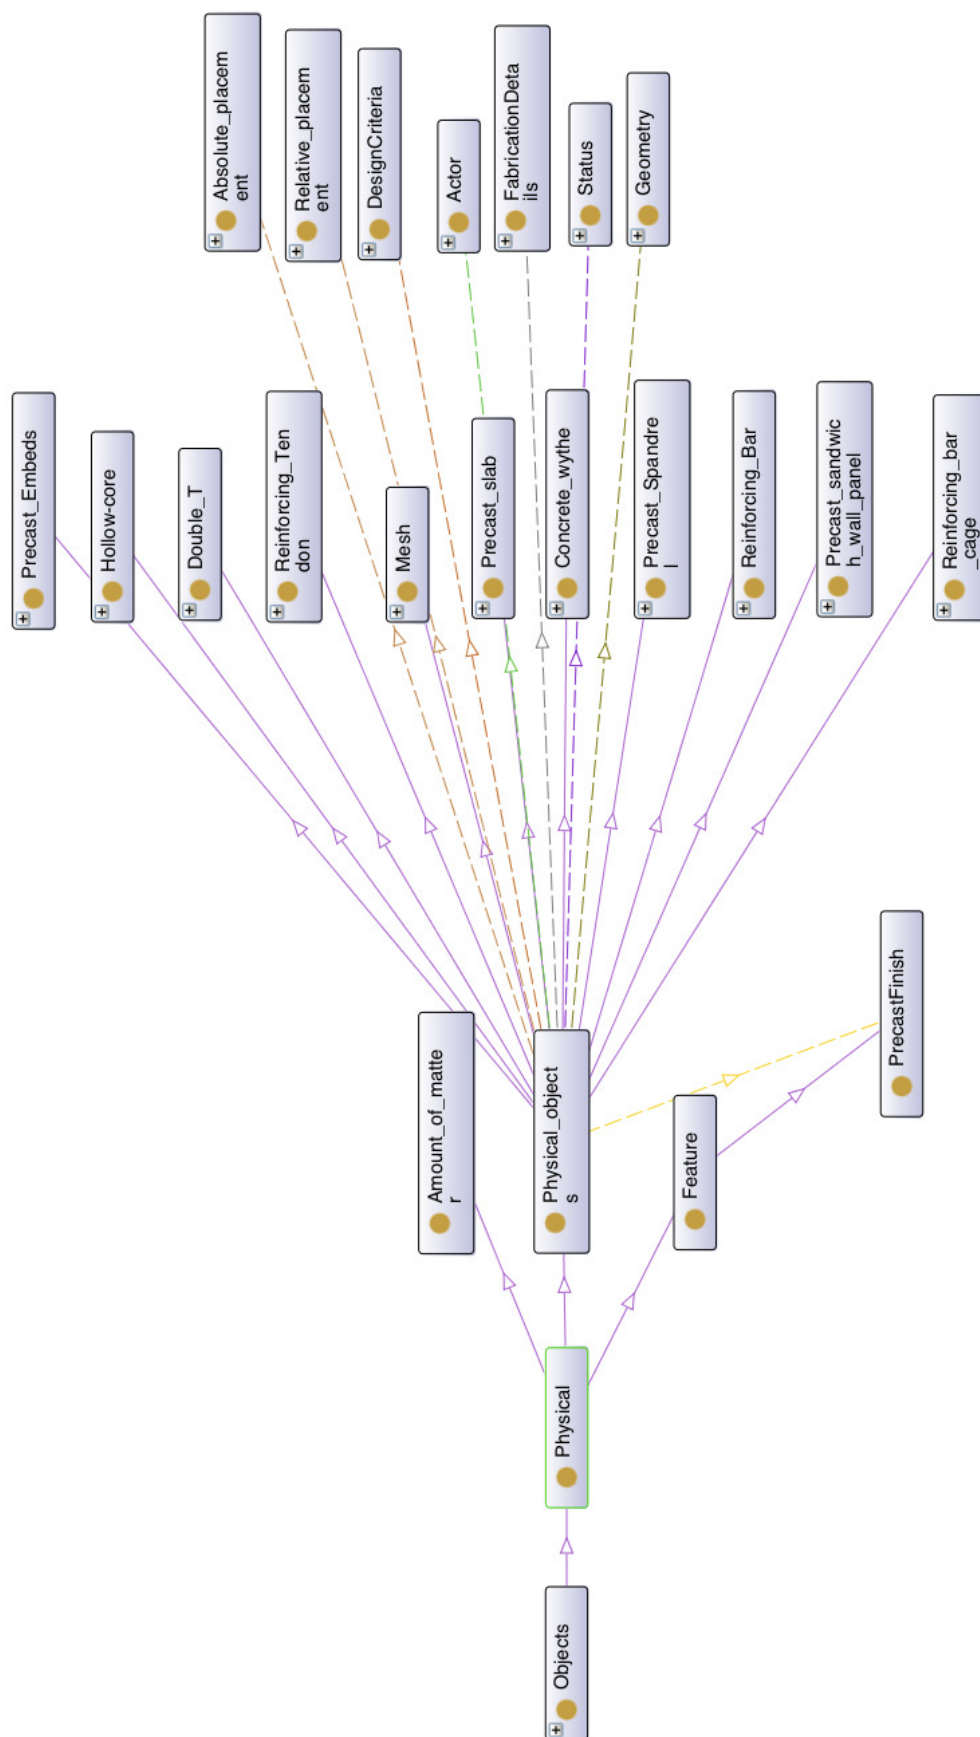 Objects
Physical
Amount_of_matte
r
Physical_object
s
Feature
PrecastFinish
Precast_Embeds
Hollow-core
Double_T
Reinforcing_Ten
don
Mesh
Precast_slab
Concrete_wythe
Precast_Spandre
l
Reinforcing_Bar
Precast_sandwic
h_wall_panel
Reinforcing_bar
_cage
Absolute_placem
ent
Relative_placem
ent
DesignCriteria
Actor
FabricationDeta
ils
Status
Geometry